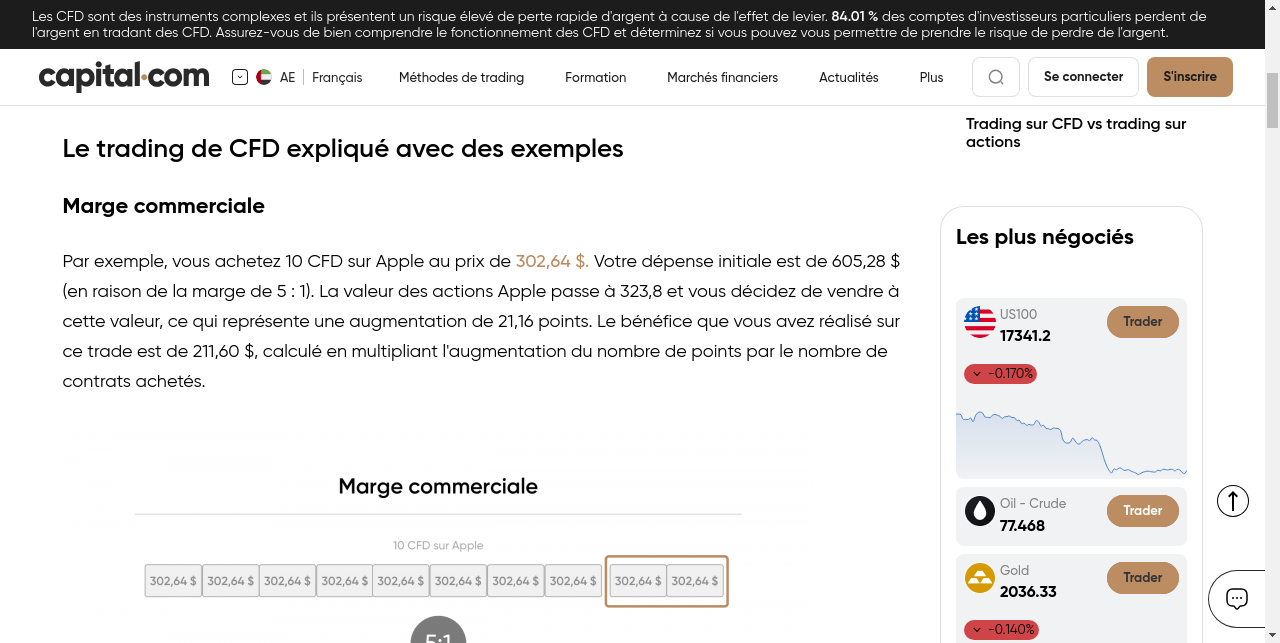 Les CFD sont des instruments complexes et ils présentent un risque élevé de perte rapide d'argent à cause de l'effet de levier. 84.01 % des comptes d'investisseurs particuliers perdent de
l'argent en tradant des CFD. Assurez-vous de bien comprendre le fonctionnement des CFD et déterminez si vous pouvez vous permettre de prendre le risque de perdre de l'argent.
capital.com
AE
Français
Méthodes de trading
Formation
Marchés financiers
Actualités
Plus
Se connecter
S'inscrire
Trading sur CFD vs trading sur
actions
Le trading de CFD expliqué avec des exemples
Marge commerciale
Par exemple, vous achetez 10 CFD sur Apple au prix de 302,64 $. Votre dépense initiale est de 605,28 $
(en raison de la marge de 5 : 1). La valeur des actions Apple passe à 323,8 et vous décidez de vendre à
cette valeur, ce qui représente une augmentation de 21,16 points. Le bénéfice que vous avez réalisé sur
ce trade est de 211,60 $, calculé en multipliant l'augmentation du nombre de points par le nombre de
contrats achetés.
Marge commerciale
10 CFD sur Apple
302,64 $ 302,64 $ 302,64 $ 302,64 $ 302,64 $ 302,64 $ 302,64 $ 302,64 $ 302,64 $ 302,64 $
5:1
Les plus négociés
US100
17341.2
Trader
-0.170%
Oil - Crude
77.468
Trader
Gold
2036.33
Trader
-0.140%